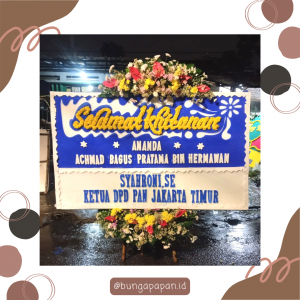 Selamat Khitanan
ANANDA
ACHMAD BAGUS PRATAMA BIN HERMAWAN
SYAHRONI,SE
KETUA DPD PAN JAKARTA TIMUR
@bungapapan.id